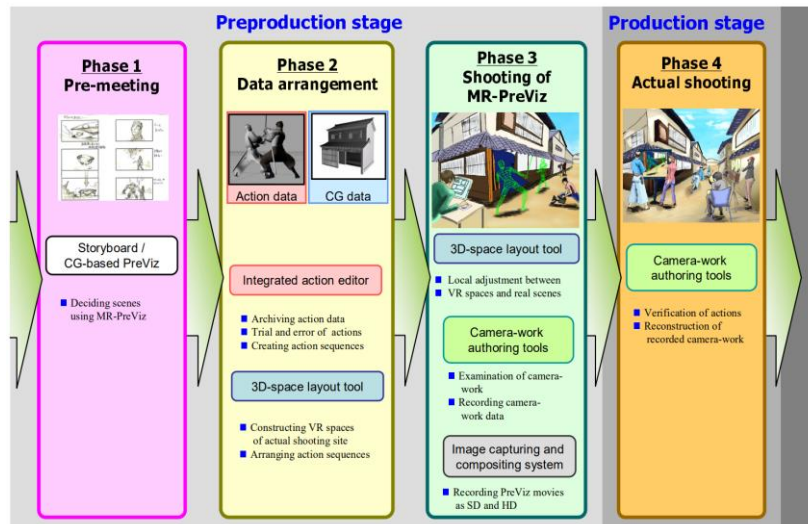 Preproduction stage
Production stage
Phase 1
Pre-meeting
Storyboard /
CG-based PreViz
Deciding scenes
using MR-PreViz
Phase 2
Data arrangement
Action data
CG data
Integrated action editor
Archiving action data
Trial and error of actions
Creating action sequences
3D-space layout tool
Constructing VR spaces
of actual shooting site
Arranging action sequences
Phase 3
Shooting of
MR-PreViz
3D-space layout tool
Local adjustment between
VR spaces and real scenes
Camera-work
authoring tools
Examination of camera-
work
Recording camera-
work data
Image capturing and
compositing system
Recording PreViz movies
as SD and HD
Phase 4
Actual shooting
Camera-work
authoring tools
Verification of actions
Reconstruction of
recorded camera-work